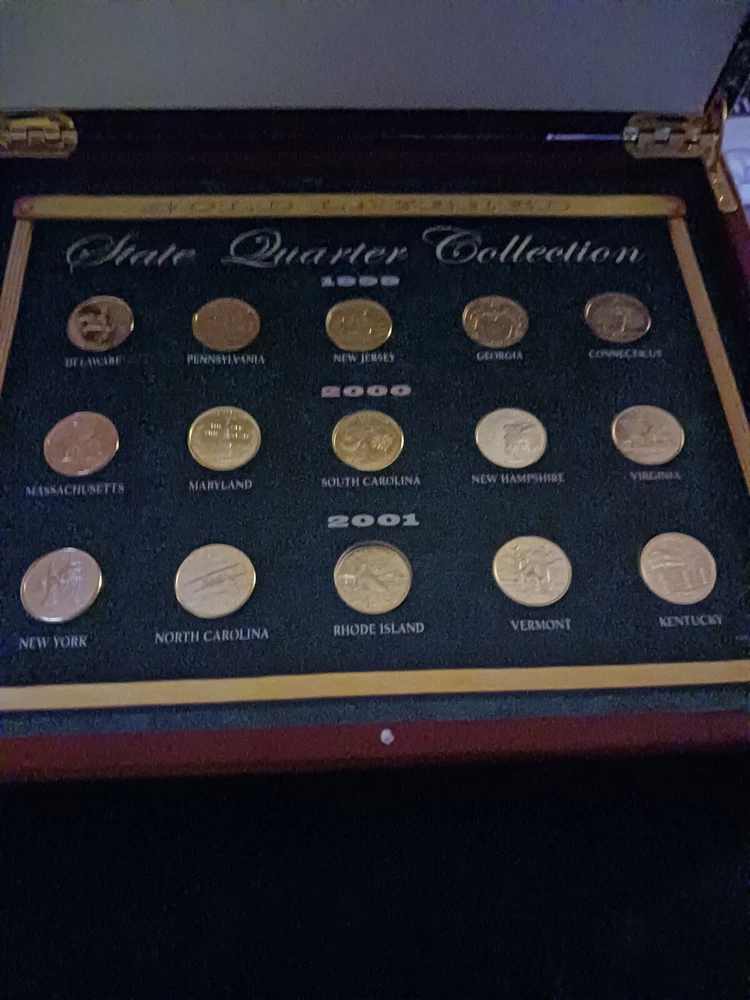 State Quarter Collection
1999
DELAWARE PENNSYLVANIA NEW JERSEY GEORGIA CONNECTICUT
2000
MASSACHUSETTS MARYLAND SOUTH CAROLINA NEW HAMPSHIRE VIRGINIA
2001
NEW YORK NORTH CAROLINA RHODE ISLAND VERMONT KENTUCKY